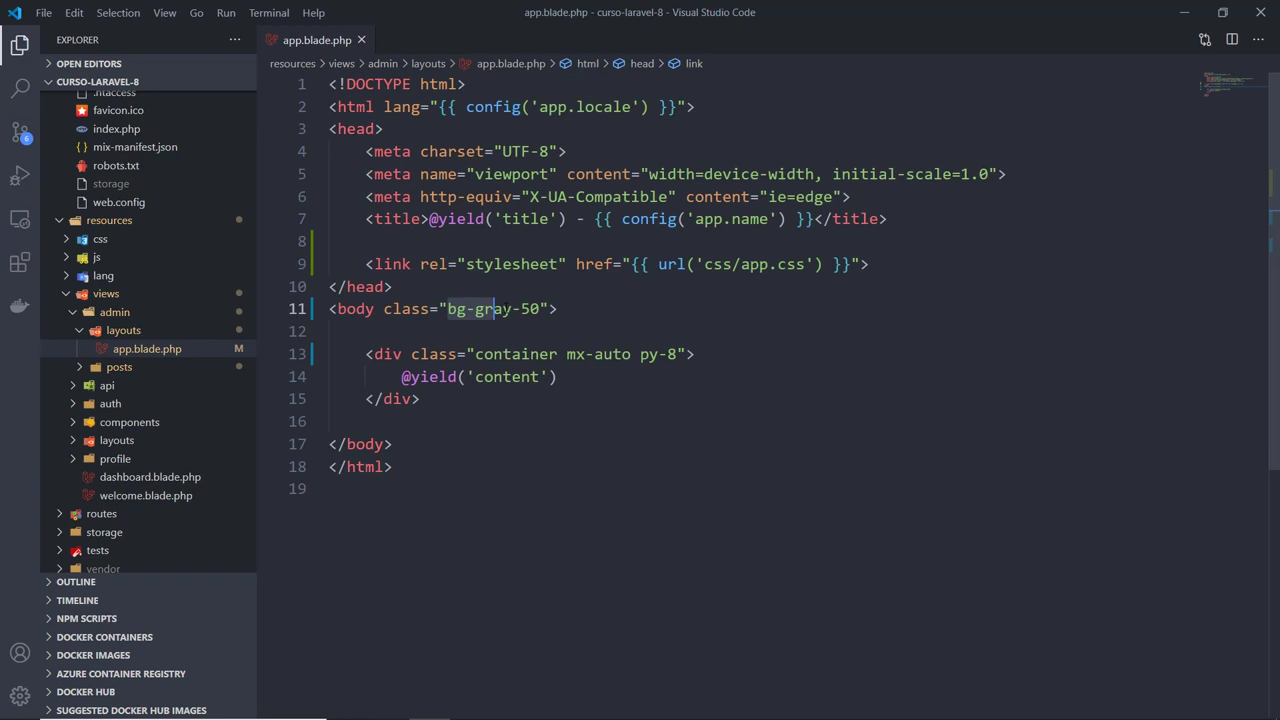 File Edit Selection View Go Run Terminal Help
app.blade.php - curso-laravel-8 - Visual Studio Code
EXPLORER
OPEN EDITORS
CURSO-LARAVEL-8
.htaccess
favicon.ico
index.php
mix-manifest.json
robots.txt
storage
web.config
resources
css
js
lang
views
admin
layouts
app.blade.php M
posts
api
auth
components
layouts
profile
dashboard.blade.php
welcome.blade.php
routes
storage
tests
vendor
OUTLINE
TIMELINE
NPM SCRIPTS
DOCKER CONTAINERS
DOCKER IMAGES
AZURE CONTAINER REGISTRY
DOCKER HUB
SUGGESTED DOCKER HUB IMAGES
6
app.blade.php
resources > views > admin > layouts > app.blade.php > html > head > link
1 <!DOCTYPE html>
2 <html lang="{{ config('app.locale') }}">
3 <head>
4 <meta charset="UTF-8">
5 <meta name="viewport" content="width=device-width, initial-scale=1.0">
6 <meta http-equiv="X-UA-Compatible" content="ie=edge">
7 <title>@yield('title') - {{ config('app.name') }}</title>
8
9 <link rel="stylesheet" href="{{ url('css/app.css') }}">
10 </head>
11 <body class="bg-gray-50">
12
13 <div class="container mx-auto py-8">
14 @yield('content')
15 </div>
16
17 </body>
18 </html>
19